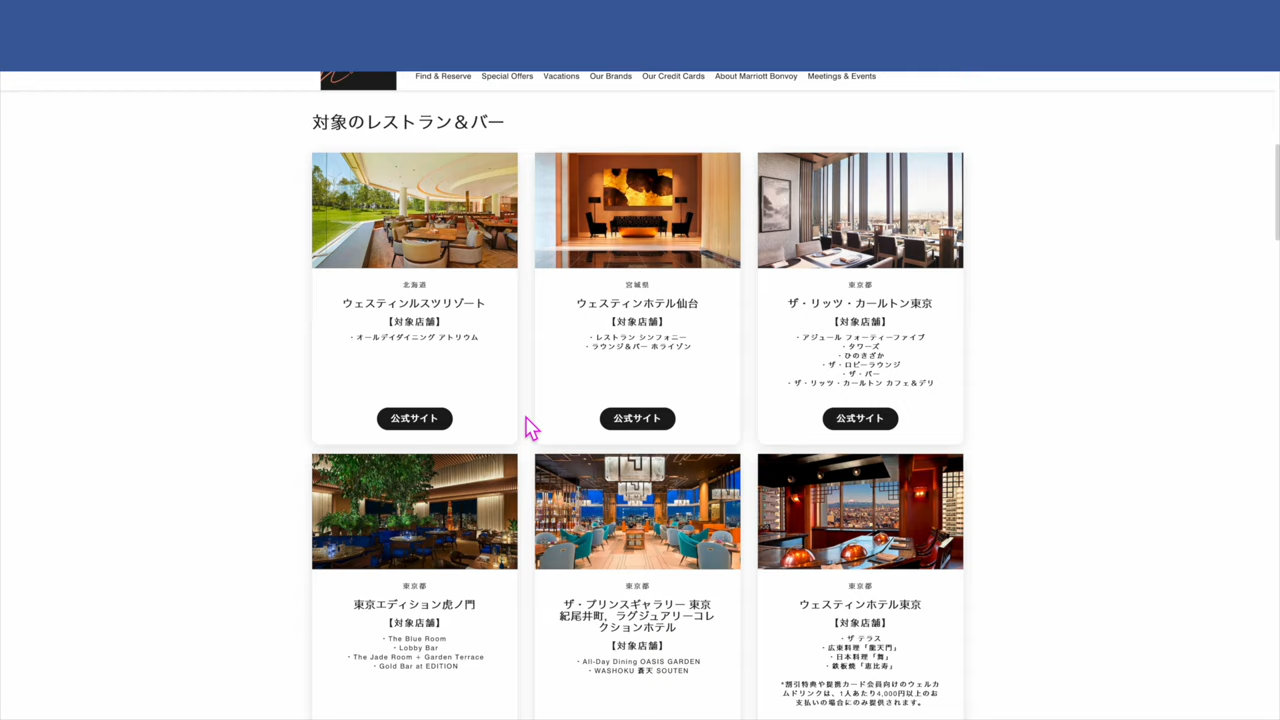 Find & Reserve Special Offers Vacations Our Brands Our Credit Cards About Marriott Bonvoy Meetings & Events
対象のレストラン＆バー
北海道
ウェスティンルスツリゾート
【対象店舗】
・オールデイダイニング アトリウム
公式サイト
宮城県
ウェスティンホテル仙台
【対象店舗】
・レストラン シンフォニー
・ラウンジ＆バー ホライゾン
公式サイト
東京都
ザ・リッツ・カールトン東京
【対象店舗】
・アジュール フォーティーファイブ
・タワーズ
・ひのきざか
・ザ・ロビーラウンジ
・ザ・バー
・ザ・リッツ・カールトン カフェ＆デリ
公式サイト
東京都
東京エディション虎ノ門
【対象店舗】
・The Blue Room
・Lobby Bar
・The Jade Room + Garden Terrace
・Gold Bar at EDITION
東京都
ザ・プリンスギャラリー 東京
紀尾井町, ラグジュアリーコレ
クションホテル
【対象店舗】
・All-Day Dining OASIS GARDEN
・WASHOKU 蒼天 SOUTEN
東京都
ウェスティンホテル東京
【対象店舗】
・ザ テラス
・広東料理「龍天門」
・日本料理「舞」
・鉄板焼「恵比寿」
*割引特典や提携カード会員向けのウェルカ
ムドリンクは、1人あたり4,000円以上のお
支払いの場合にのみ提供されます。